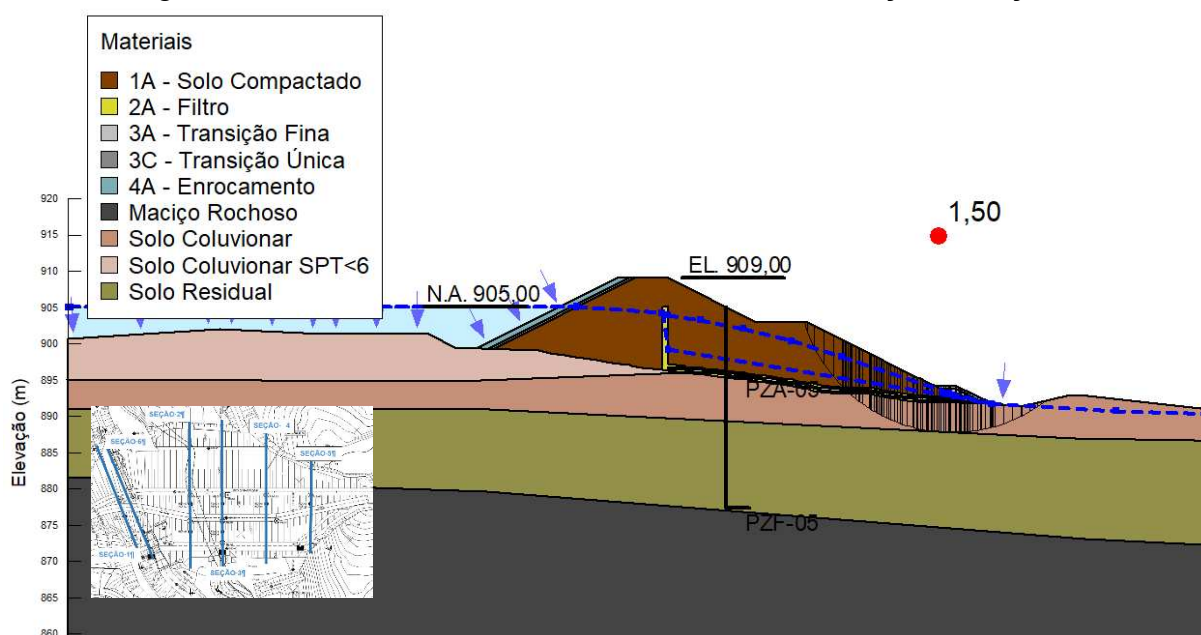 Materiais
1A - Solo Compactado
2A - Filtro
3A - Transição Fina
3C - Transição Única
4A - Enrocamento
Maciço Rochoso
Solo Coluvionar
Solo Coluvionar SPT<6
Solo Residual
1,50
EL. 909,00
N.A. 905,00
PZA-05
PZF-05
Elevação (m)
920
915
910
905
900
895
890
885
880
875
870
865
860
SEÇÃO-2¶
SEÇÃO- 4
SEÇÃO-6¶
SEÇÃO-5¶
SEÇÃO-1¶
SEÇÃO-3¶